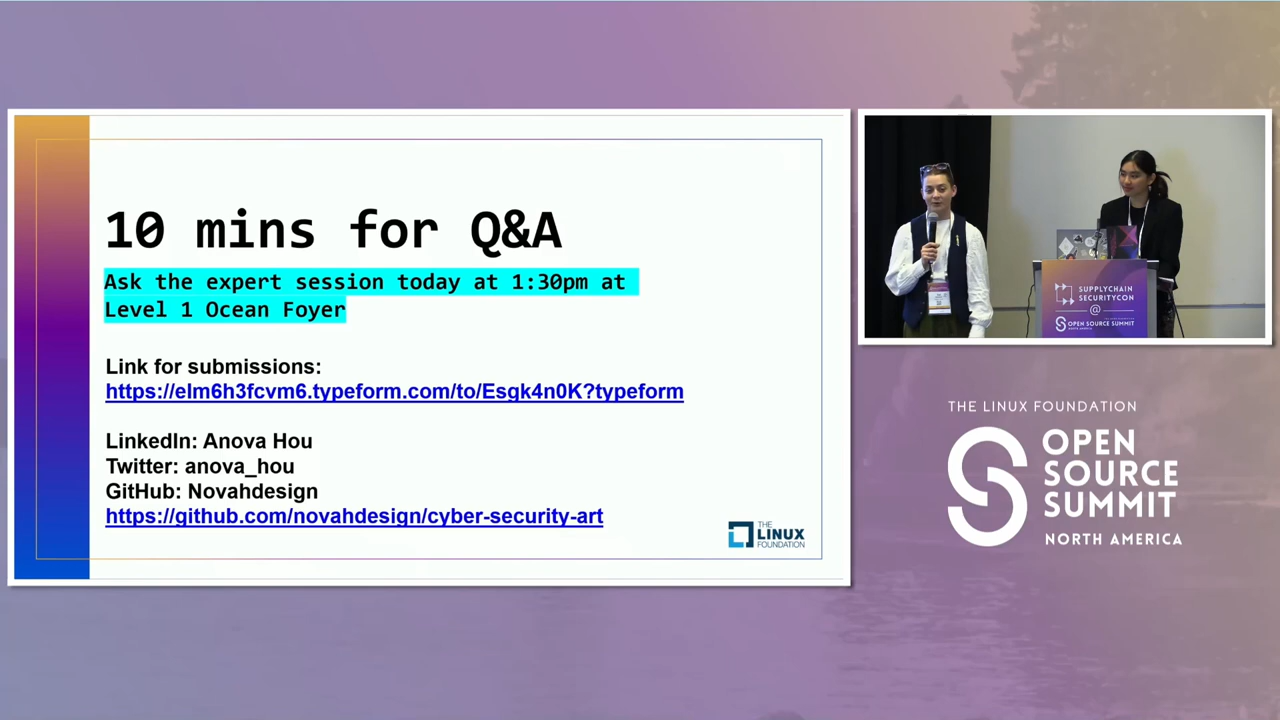 10 mins for Q&A
Ask the expert session today at 1:30pm at
Level 1 Ocean Foyer
Link for submissions:
https://elm6h3fcvm6.typeform.com/to/Esgk4n0K?typeform
LinkedIn: Anova Hou
Twitter: anova_hou
GitHub: Novahdesign
https://github.com/novahdesign/cyber-security-art
THE
LINUX
FOUNDATION
SUPPLYCHAIN
SECURITYCON
@
OPEN SOURCE SUMMIT
THE LINUX FOUNDATION
OPEN
SOURCE
SUMMIT
NORTH AMERICA